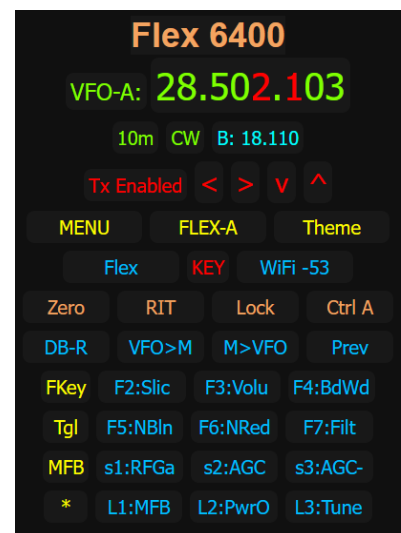 Flex 6400
VFO-A: 28.502.103
10m CW B: 18.110
Tx Enabled < > v ^
MENU FLEX-A Theme
Flex KEY WiFi -53
Zero RIT Lock Ctrl A
DB-R VFO>M M>VFO Prev
FKey F2:Slic F3:Volu F4:BdWd
Tgl F5:NBln F6:NRed F7:Filt
MFB s1:RFGa s2:AGC s3:AGC-
* L1:MFB L2:PwrO L3:Tune